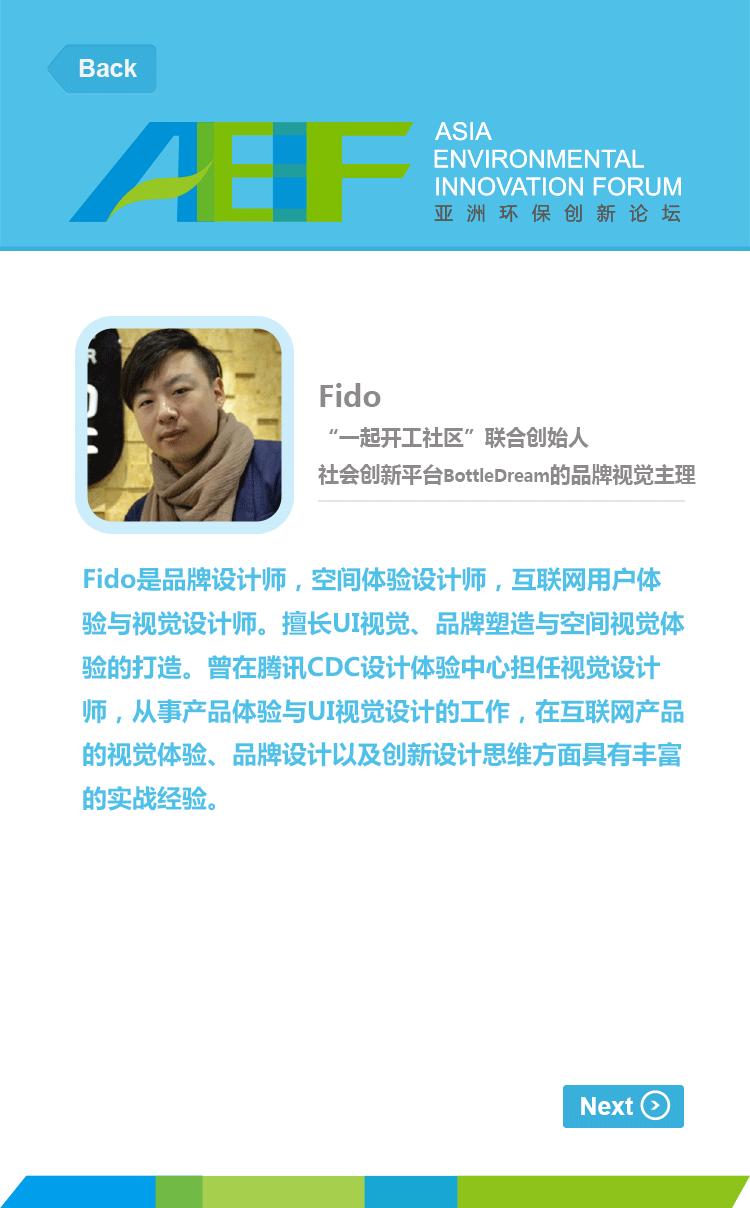 Back
AEIF
ASIA
ENVIRONMENTAL
INNOVATION FORUM
亚洲环保创新论坛
R
Fido
“一起开工社区”联合创始人
社会创新平台BottleDream的品牌视觉主理
Fido是品牌设计师，空间体验设计师，互联网用户体
验与视觉设计师。擅长UI视觉、品牌塑造与空间视觉体
验的打造。曾在腾讯CDC设计体验中心担任视觉设计
师，从事产品体验与UI视觉设计的工作，在互联网产品
的视觉体验、品牌设计以及创新设计思维方面具有丰富
的实战经验。
Next